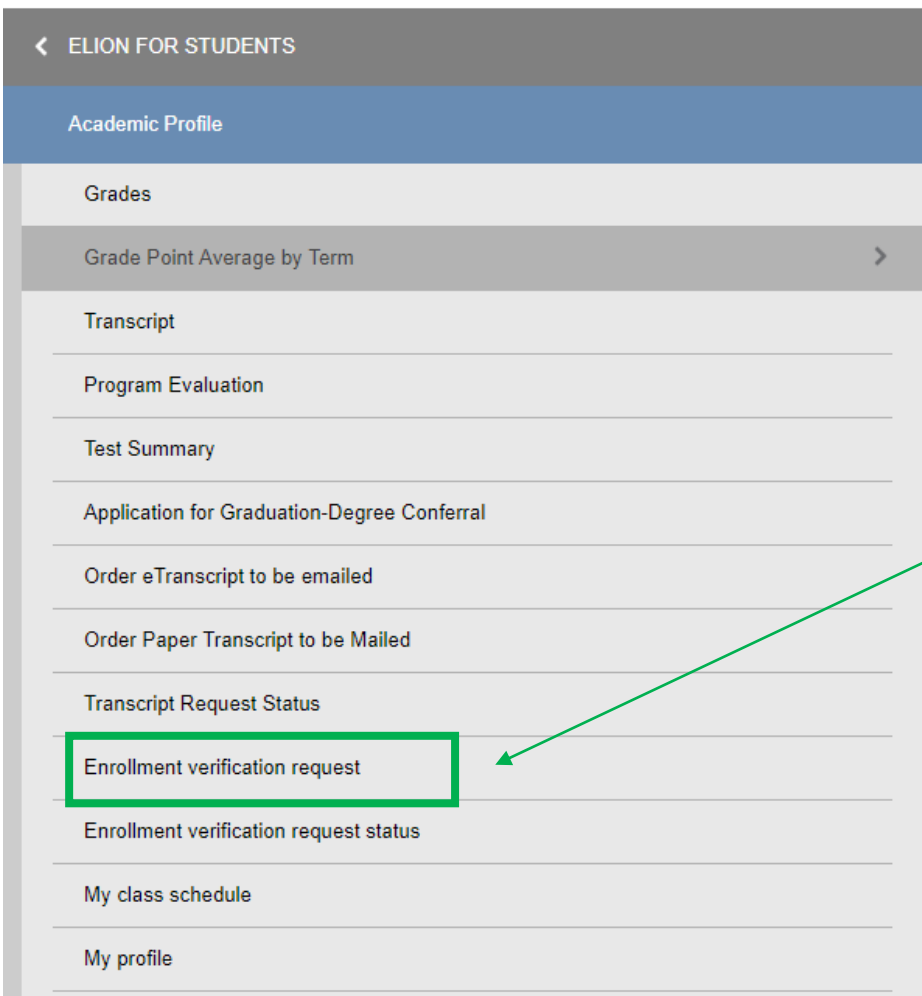 ELION FOR STUDENTS
Academic Profile
Grades
Grade Point Average by Term
Transcript
Program Evaluation
Test Summary
Application for Graduation-Degree Conferral
Order eTranscript to be emailed
Order Paper Transcript to be Mailed
Transcript Request Status
Enrollment verification request
Enrollment verification request status
My class schedule
My profile